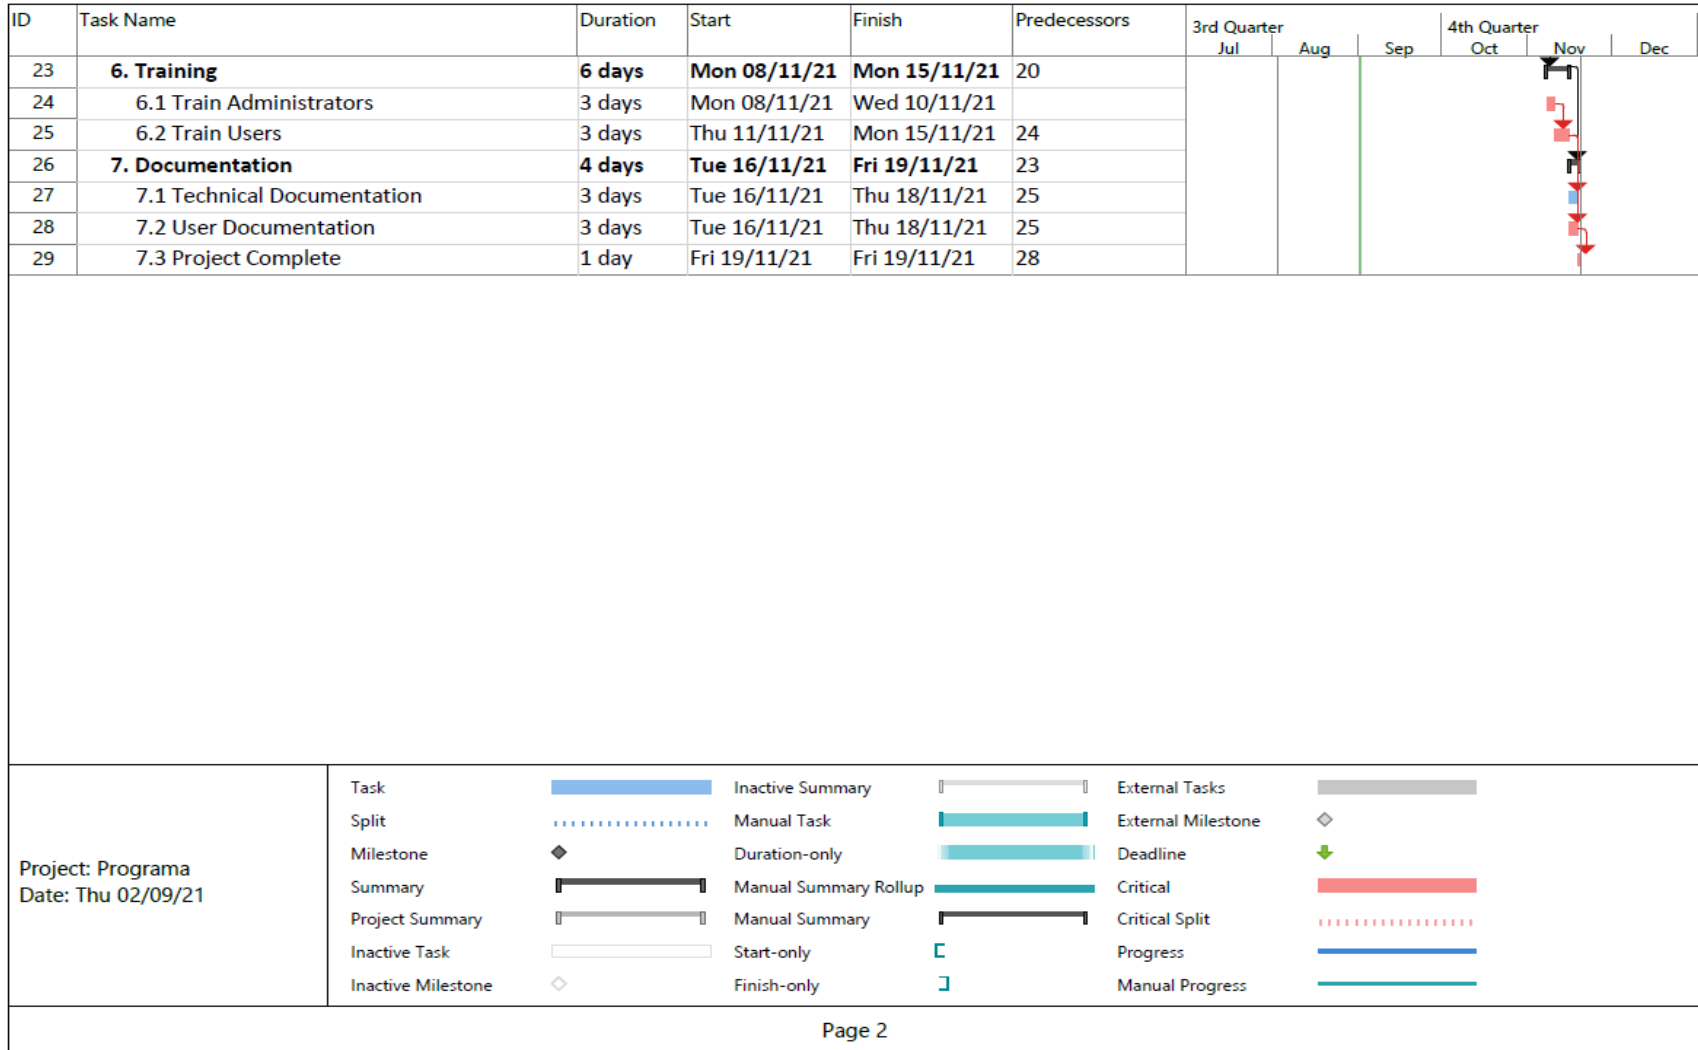 ID Task Name Duration Start Finish Predecessors 3rd Quarter 4th Quarter
Jul Aug Sep Oct Nov Dec
23 6. Training 6 days Mon 08/11/21 Mon 15/11/21 20
24 6.1 Train Administrators 3 days Mon 08/11/21 Wed 10/11/21
25 6.2 Train Users 3 days Thu 11/11/21 Mon 15/11/21 24
26 7. Documentation 4 days Tue 16/11/21 Fri 19/11/21 23
27 7.1 Technical Documentation 3 days Tue 16/11/21 Thu 18/11/21 25
28 7.2 User Documentation 3 days Tue 16/11/21 Thu 18/11/21 25
29 7.3 Project Complete 1 day Fri 19/11/21 Fri 19/11/21 28
Project: Programa
Date: Thu 02/09/21
Task Inactive Summary External Tasks
Split Manual Task External Milestone
Milestone Duration-only Deadline
Summary Manual Summary Rollup Critical
Project Summary Manual Summary Critical Split
Inactive Task Start-only Progress
Inactive Milestone Finish-only Manual Progress
Page 2